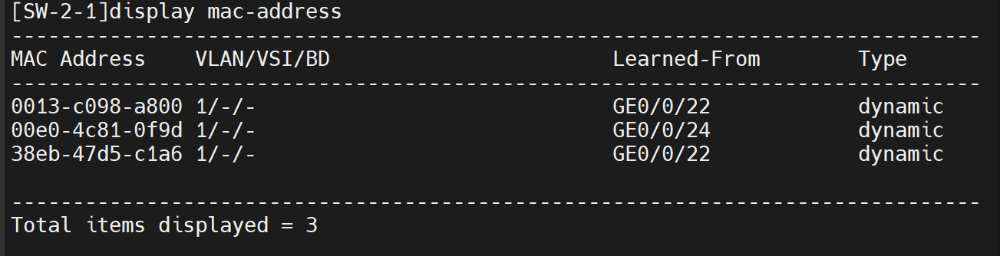 [SW-2-1]display mac-address
-------------------------------------------------------------------------------
MAC Address    VLAN/VSI/BD                       Learned-From        Type
-------------------------------------------------------------------------------
0013-c098-a800 1/-/-                             GE0/0/22            dynamic
00e0-4c81-0f9d 1/-/-                             GE0/0/24            dynamic
38eb-47d5-c1a6 1/-/-                             GE0/0/22            dynamic
-------------------------------------------------------------------------------
Total items displayed = 3